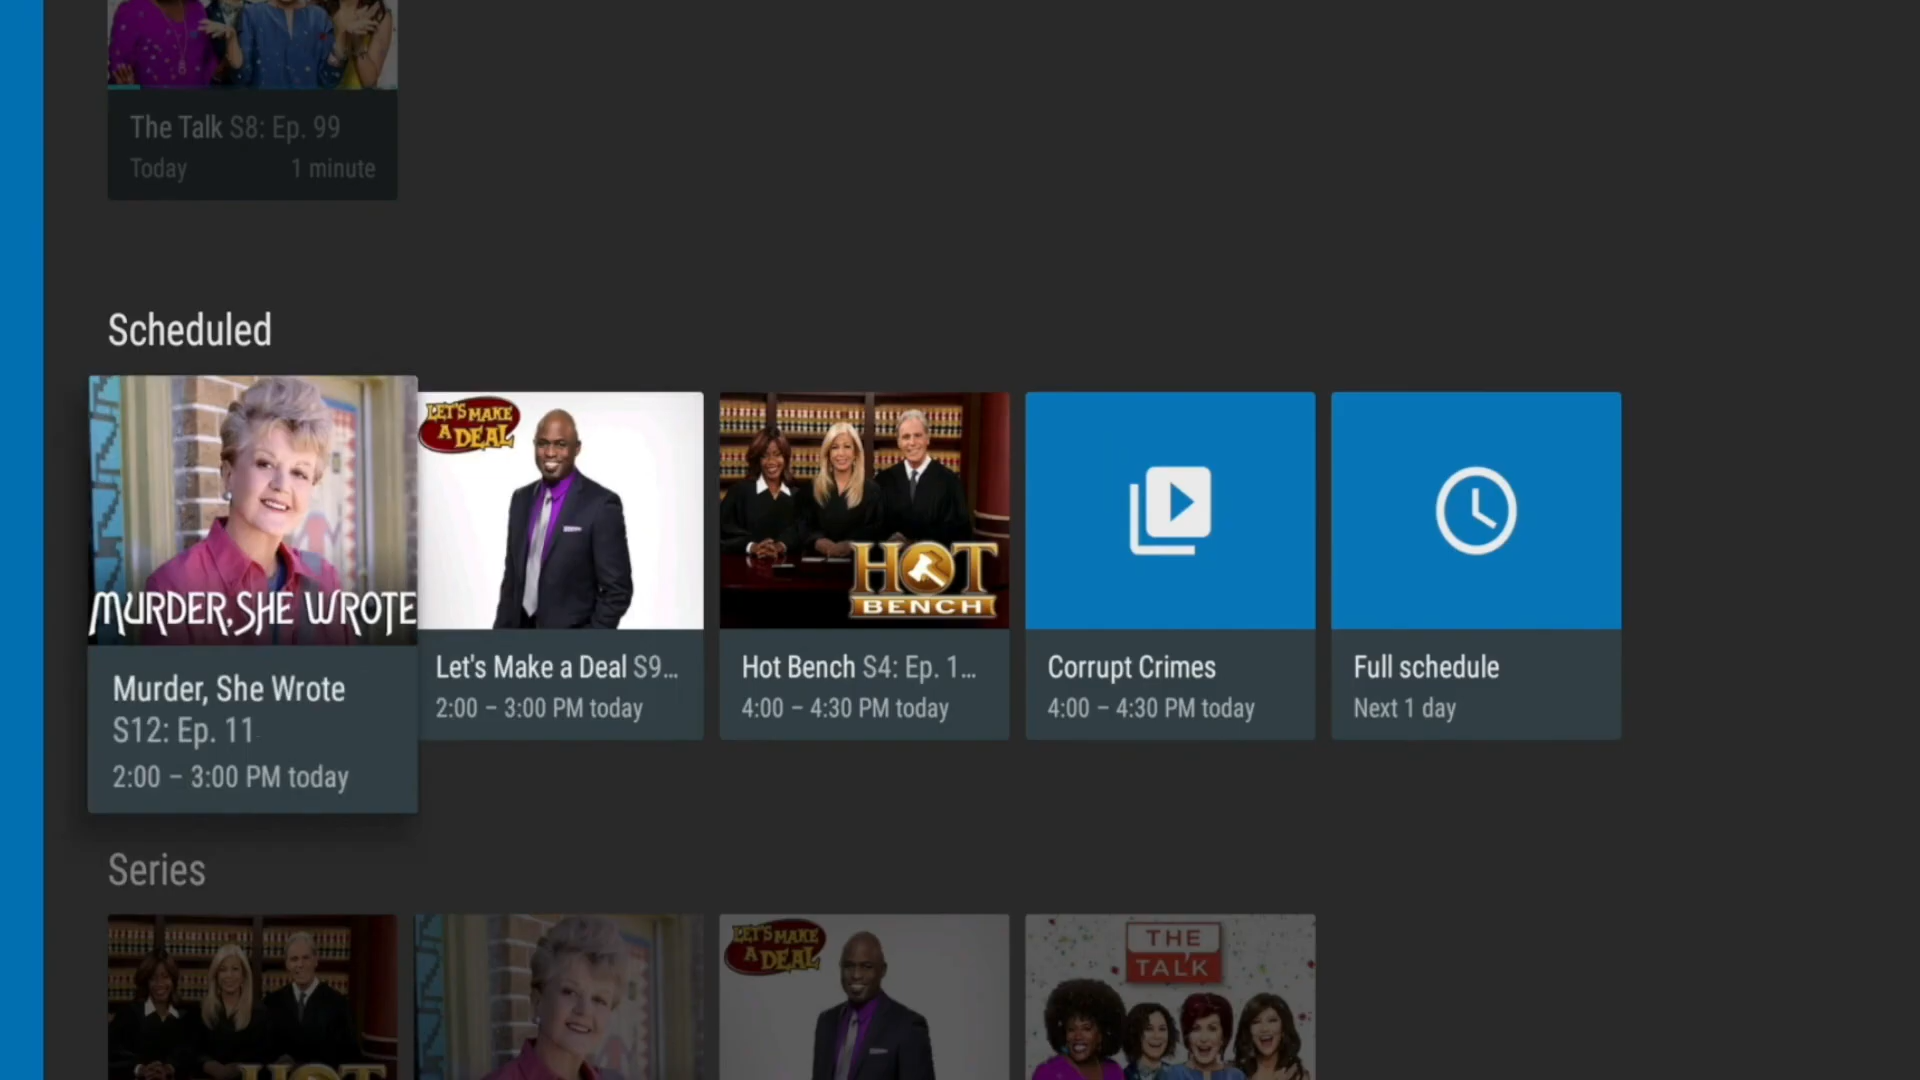 The Talk S8: Ep. 99
Today 1 minute
Scheduled
MURDER, SHE WROTE
Murder, She Wrote
S12: Ep. 11
2:00 – 3:00 PM today
LET'S MAKE
A DEAL
Let's Make a Deal S9...
2:00 – 3:00 PM today
HOT
BENCH
Hot Bench S4: Ep. 1...
4:00 – 4:30 PM today
Corrupt Crimes
4:00 – 4:30 PM today
Full schedule
Next 1 day
Series
HOT
LET'S MAKE
A DEAL
THE
TALK